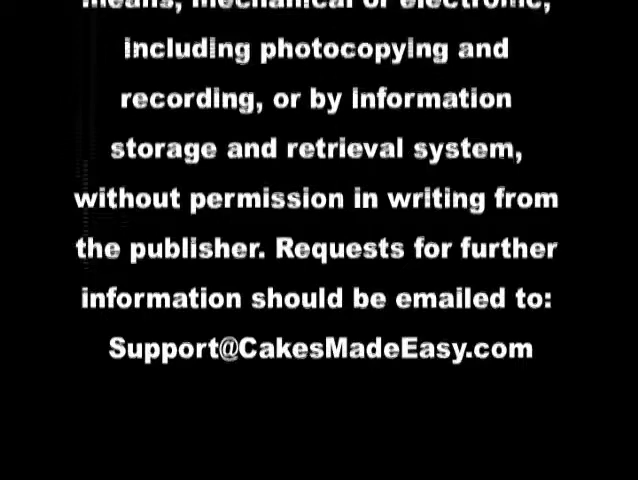 means, mechanical or electronic,
including photocopying and
recording, or by information
storage and retrieval system,
without permission in writing from
the publisher. Requests for further
information should be emailed to:
Support@CakesMadeEasy.com